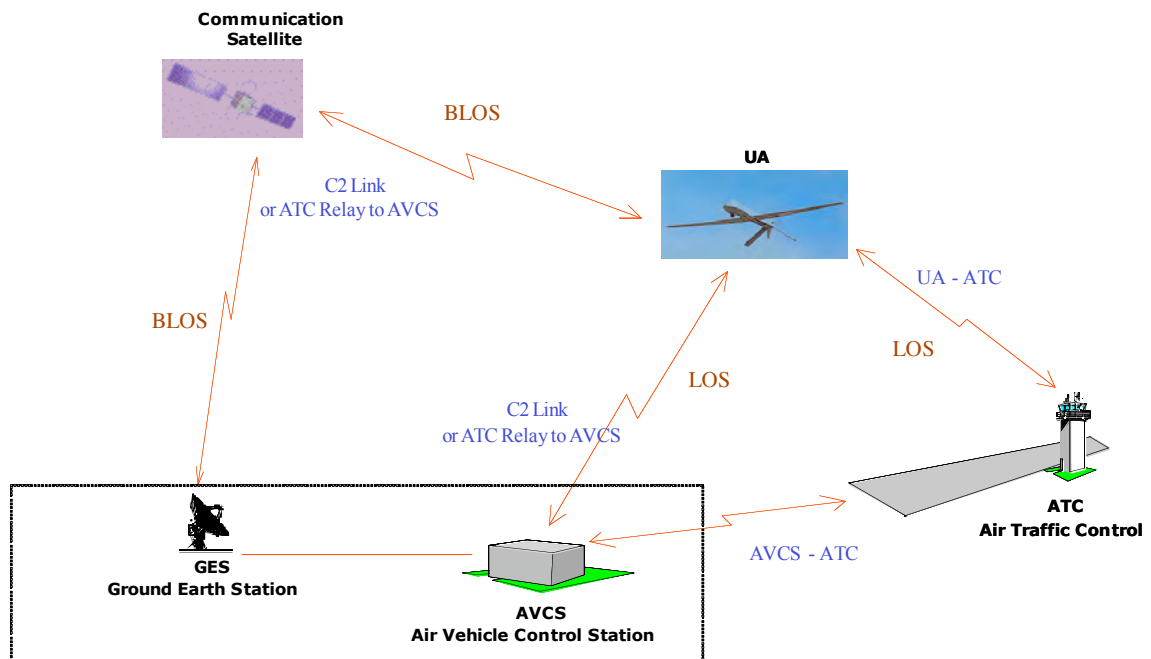 Communication
Satellite
BLOS
UA
C2 Link
or ATC Relay to AVCS
UA - ATC
BLOS
LOS
LOS
C2 Link
or ATC Relay to AVCS
ATC
Air Traffic Control
AVCS - ATC
GES
Ground Earth Station
AVCS
Air Vehicle Control Station